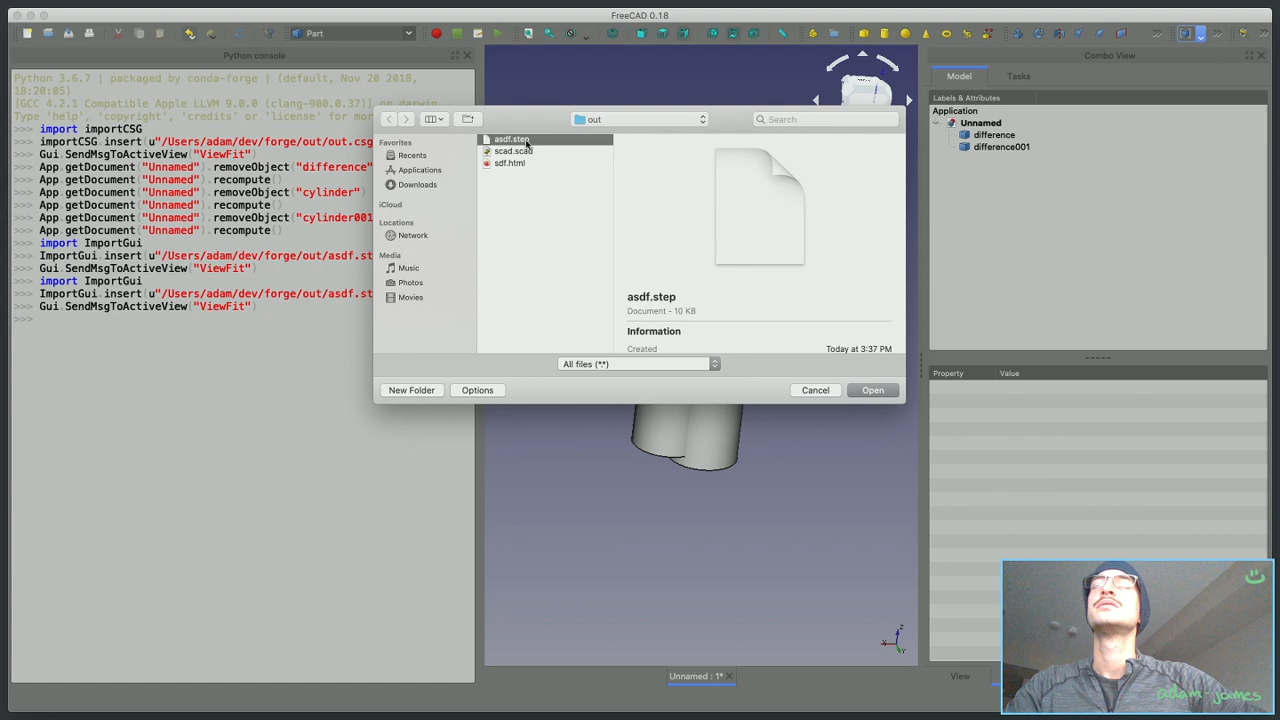 FreeCAD 0.18
Part
Python console
Combo View
Python 3.6.7 | packaged by conda-forge | (default, Nov 20 2018,
18:20:05)
[GCC 4.2.1 Compatible Apple LLVM 9.0.0 (clang-900.0.37)] on darwin
Type 'help', 'copyright', 'credits' or 'license' for
>>> import importCSG
>>> importCSG.insert(u"/Users/adam/dev/forge/out/out.csg
>>> Gui.SendMsgToActiveView("ViewFit")
>>> App.getDocument("Unnamed").removeObject("difference"
>>> App.getDocument("Unnamed").recompute()
>>> App.getDocument("Unnamed").removeObject("cylinder")
>>> App.getDocument("Unnamed").recompute()
>>> App.getDocument("Unnamed").removeObject("cylinder001
>>> App.getDocument("Unnamed").recompute()
>>> import ImportGui
>>> ImportGui.insert(u"/Users/adam/dev/forge/out/asdf.st
>>> Gui.SendMsgToActiveView("ViewFit")
>>> import ImportGui
>>> ImportGui.insert(u"/Users/adam/dev/forge/out/asdf.st
>>> Gui.SendMsgToActiveView("ViewFit")
>>>
out
Search
Favorites
Recents
Applications
Downloads
iCloud
Locations
Network
Media
Music
Photos
Movies
asdf.step
scad.scad
sdf.html
asdf.step
Document - 10 KB
Information
Created Today at 3:37 PM
All files (*.*)
New Folder
Options
Cancel
Open
Model
Tasks
Labels & Attributes
Application
Unnamed
difference
difference001
Property
Value
Z
X
Y
Unnamed : 1*
View
adam-james